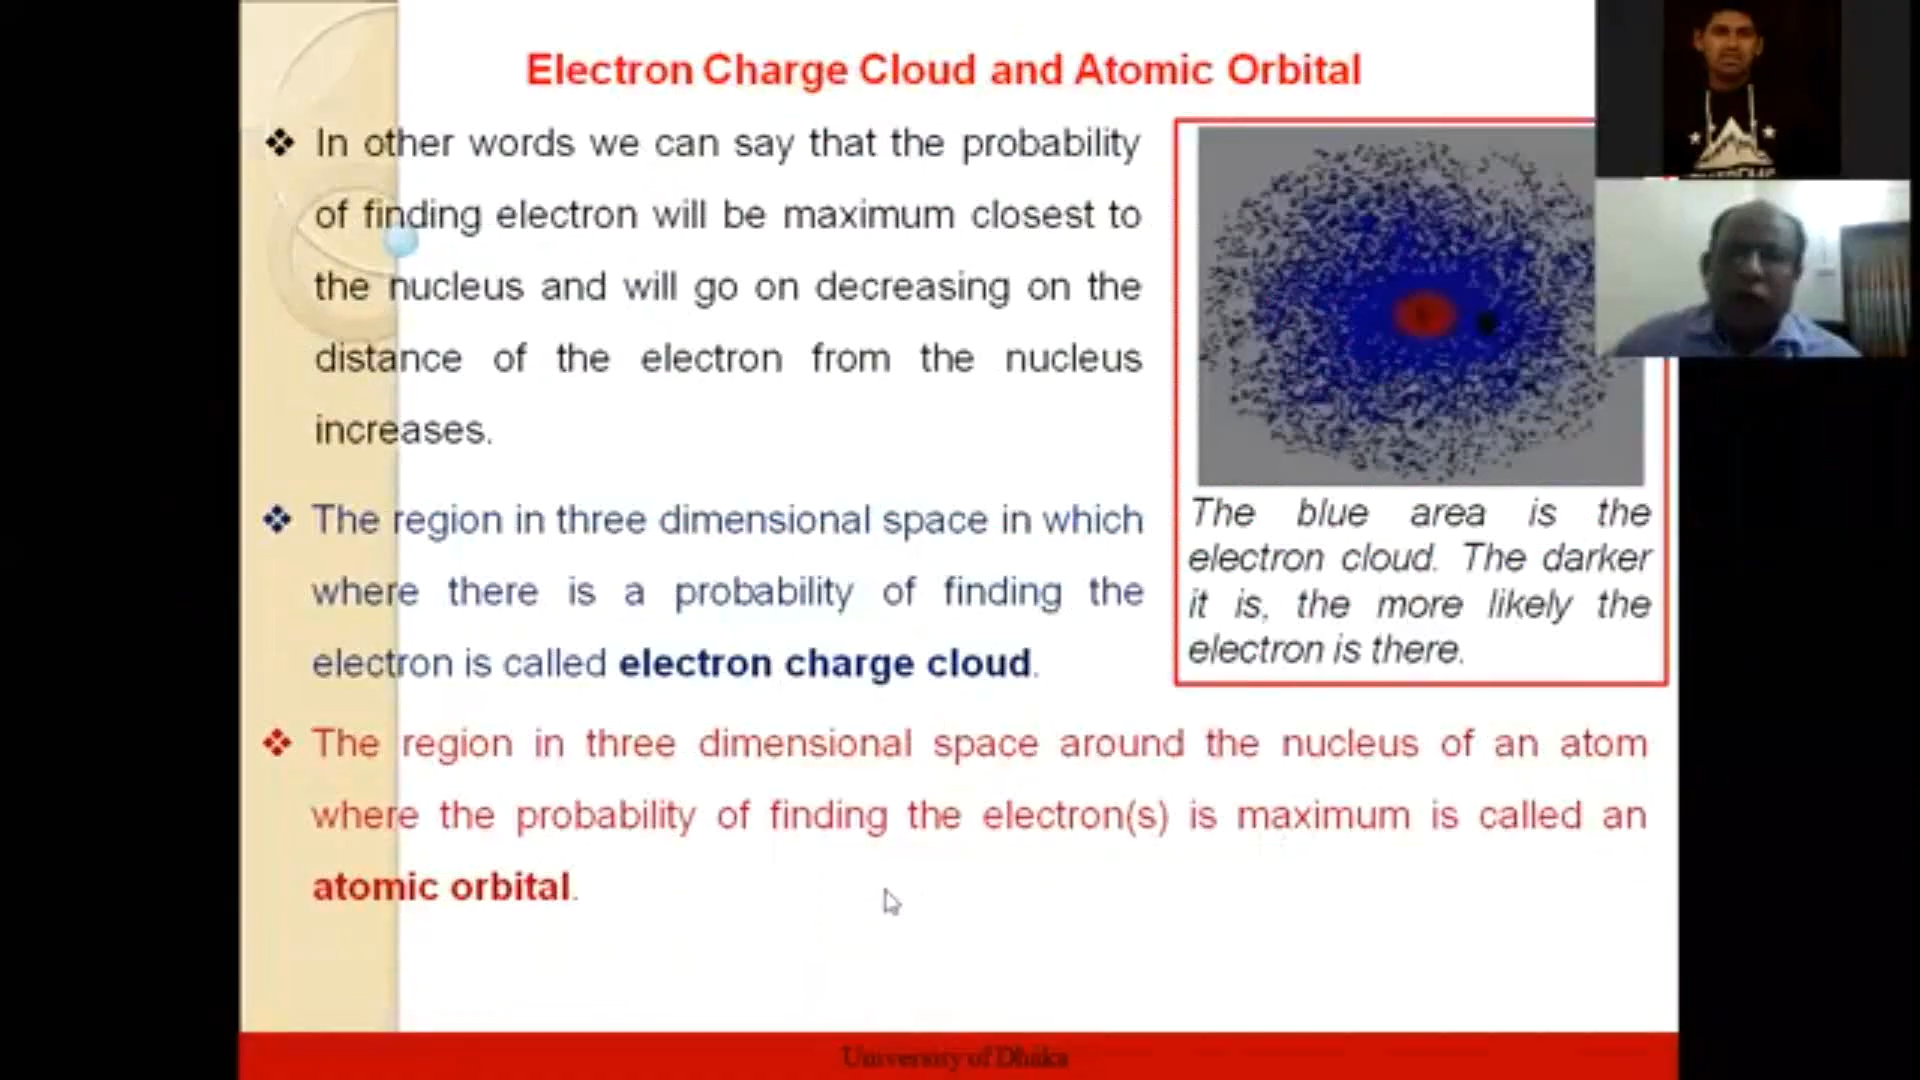 Electron Charge Cloud and Atomic Orbital
❖ In other words we can say that the probability
of finding electron will be maximum closest to
the nucleus and will go on decreasing on the
distance of the electron from the nucleus
increases.
❖ The region in three dimensional space in which
where there is a probability of finding the
electron is called electron charge cloud.
The blue area is the
electron cloud. The darker
it is, the more likely the
electron is there.
❖ The region in three dimensional space around the nucleus of an atom
where the probability of finding the electron(s) is maximum is called an
atomic orbital.
University of Dhaka